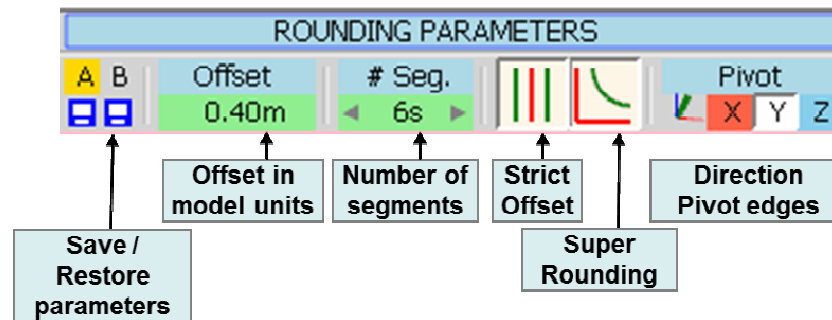 ROUNDING PARAMETERS
A B Offset # Seg. Pivot
0.40m 6s X Y Z
Offset in
model units
Number of
segments
Strict
Offset
Direction
Pivot edges
Save /
Restore
parameters
Super
Rounding